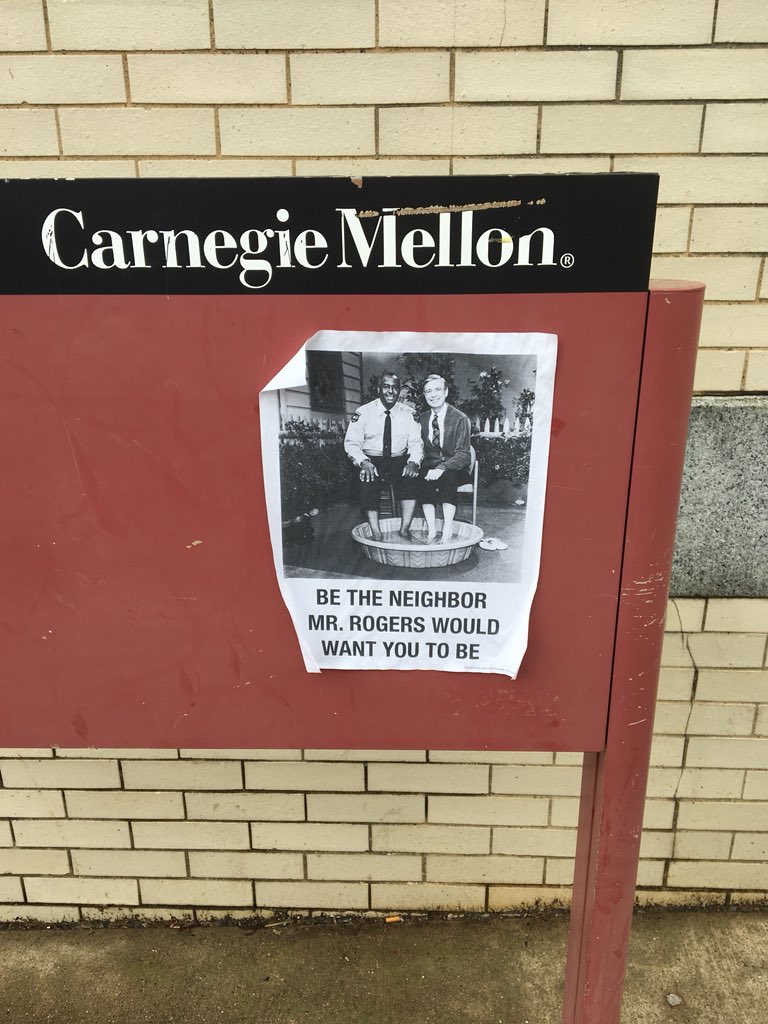 Carnegie Mellon®
BE THE NEIGHBOR
MR. ROGERS WOULD
WANT YOU TO BE